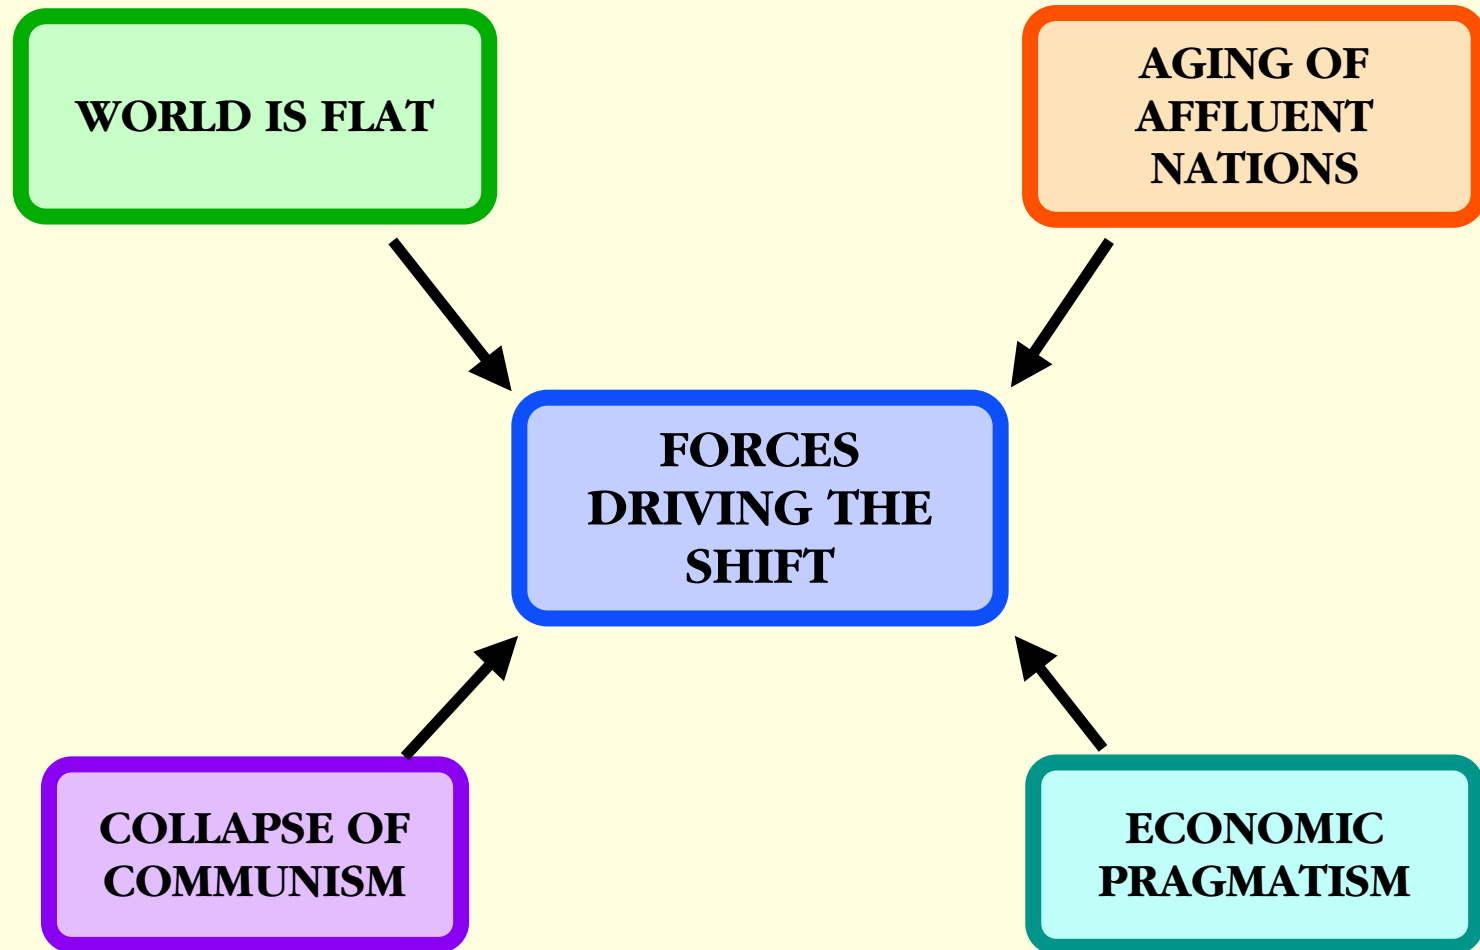 WORLD IS FLAT
AGING OF
AFFLUENT
NATIONS
FORCES
DRIVING THE
SHIFT
COLLAPSE OF
COMMUNISM
ECONOMIC
PRAGMATISM